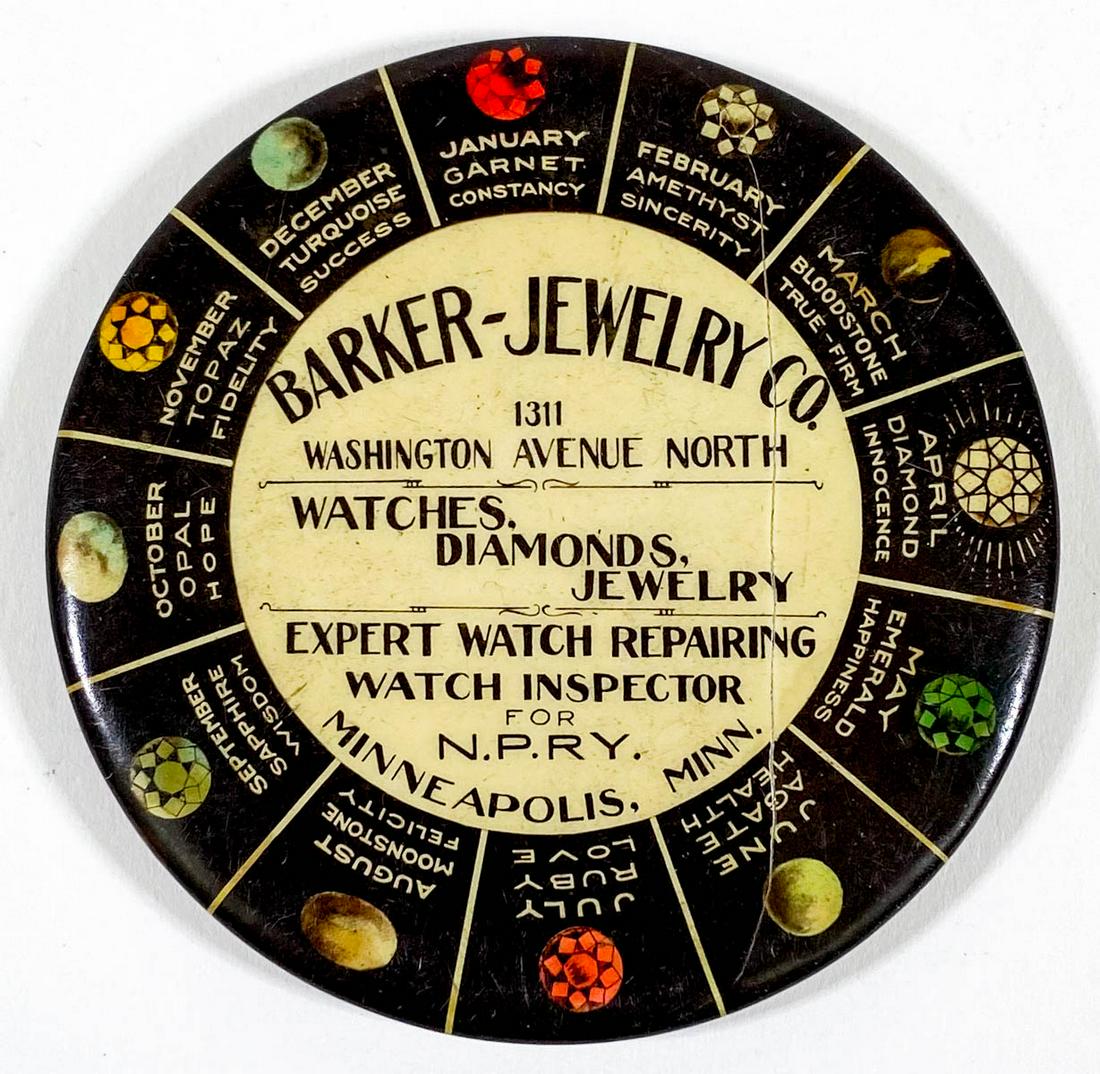 BARKER-JEWELRY CO.
1311
WASHINGTON AVENUE NORTH
WATCHES,
DIAMONDS,
JEWELRY
EXPERT WATCH REPAIRING
WATCH INSPECTOR
FOR
N.P.RY.
MINNEAPOLIS, MINN.
JANUARY
GARNET
CONSTANCY
FEBRUARY
AMETHYST
SINCERITY
MARCH
BLOODSTONE
TRUE-FIRM
APRIL
DIAMOND
INNOCENCE
MAY
EMERALD
HAPPINESS
JUNE
AGATE
HEALTH
JULY
RUBY
LOVE
AUGUST
MOONSTONE
FELICITY
SEPTEMBER
SAPPHIRE
WISDOM
OCTOBER
OPAL
HOPE
NOVEMBER
TOPAZ
FIDELITY
DECEMBER
TURQUOISE
SUCCESS